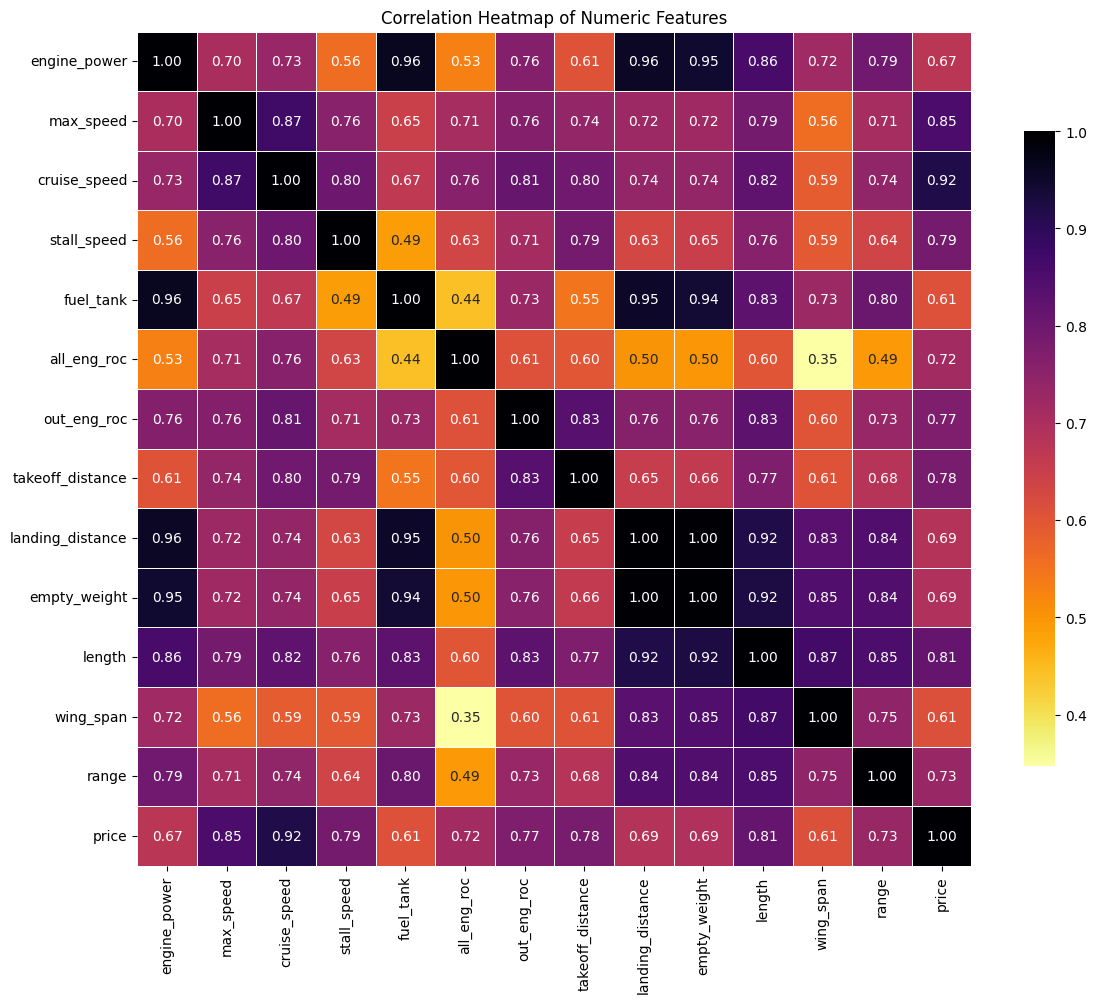 Correlation Heatmap of Numeric Features
engine_power 1.00 0.70 0.73 0.56 0.96 0.53 0.76 0.61 0.96 0.95 0.86 0.72 0.79 0.67
max_speed 0.70 1.00 0.87 0.76 0.65 0.71 0.76 0.74 0.72 0.72 0.79 0.56 0.71 0.85
cruise_speed 0.73 0.87 1.00 0.80 0.67 0.76 0.81 0.80 0.74 0.74 0.82 0.59 0.74 0.92
stall_speed 0.56 0.76 0.80 1.00 0.49 0.63 0.71 0.79 0.63 0.65 0.76 0.59 0.64 0.79
fuel_tank 0.96 0.65 0.67 0.49 1.00 0.44 0.73 0.55 0.95 0.94 0.83 0.73 0.80 0.61
all_eng_roc 0.53 0.71 0.76 0.63 0.44 1.00 0.61 0.60 0.50 0.50 0.60 0.35 0.49 0.72
out_eng_roc 0.76 0.76 0.81 0.71 0.73 0.61 1.00 0.83 0.76 0.76 0.83 0.60 0.73 0.77
takeoff_distance 0.61 0.74 0.80 0.79 0.55 0.60 0.83 1.00 0.65 0.66 0.77 0.61 0.68 0.78
landing_distance 0.96 0.72 0.74 0.63 0.95 0.50 0.76 0.65 1.00 1.00 0.92 0.83 0.84 0.69
empty_weight 0.95 0.72 0.74 0.65 0.94 0.50 0.76 0.66 1.00 1.00 0.92 0.85 0.84 0.69
length 0.86 0.79 0.82 0.76 0.83 0.60 0.83 0.77 0.92 0.92 1.00 0.87 0.85 0.81
wing_span 0.72 0.56 0.59 0.59 0.73 0.35 0.60 0.61 0.83 0.85 0.87 1.00 0.75 0.61
range 0.79 0.71 0.74 0.64 0.80 0.49 0.73 0.68 0.84 0.84 0.85 0.75 1.00 0.73
price 0.67 0.85 0.92 0.79 0.61 0.72 0.77 0.78 0.69 0.69 0.81 0.61 0.73 1.00
engine_power
max_speed
cruise_speed
stall_speed
fuel_tank
all_eng_roc
out_eng_roc
takeoff_distance
landing_distance
empty_weight
length
wing_span
range
price
1.0
0.9
0.8
0.7
0.6
0.5
0.4